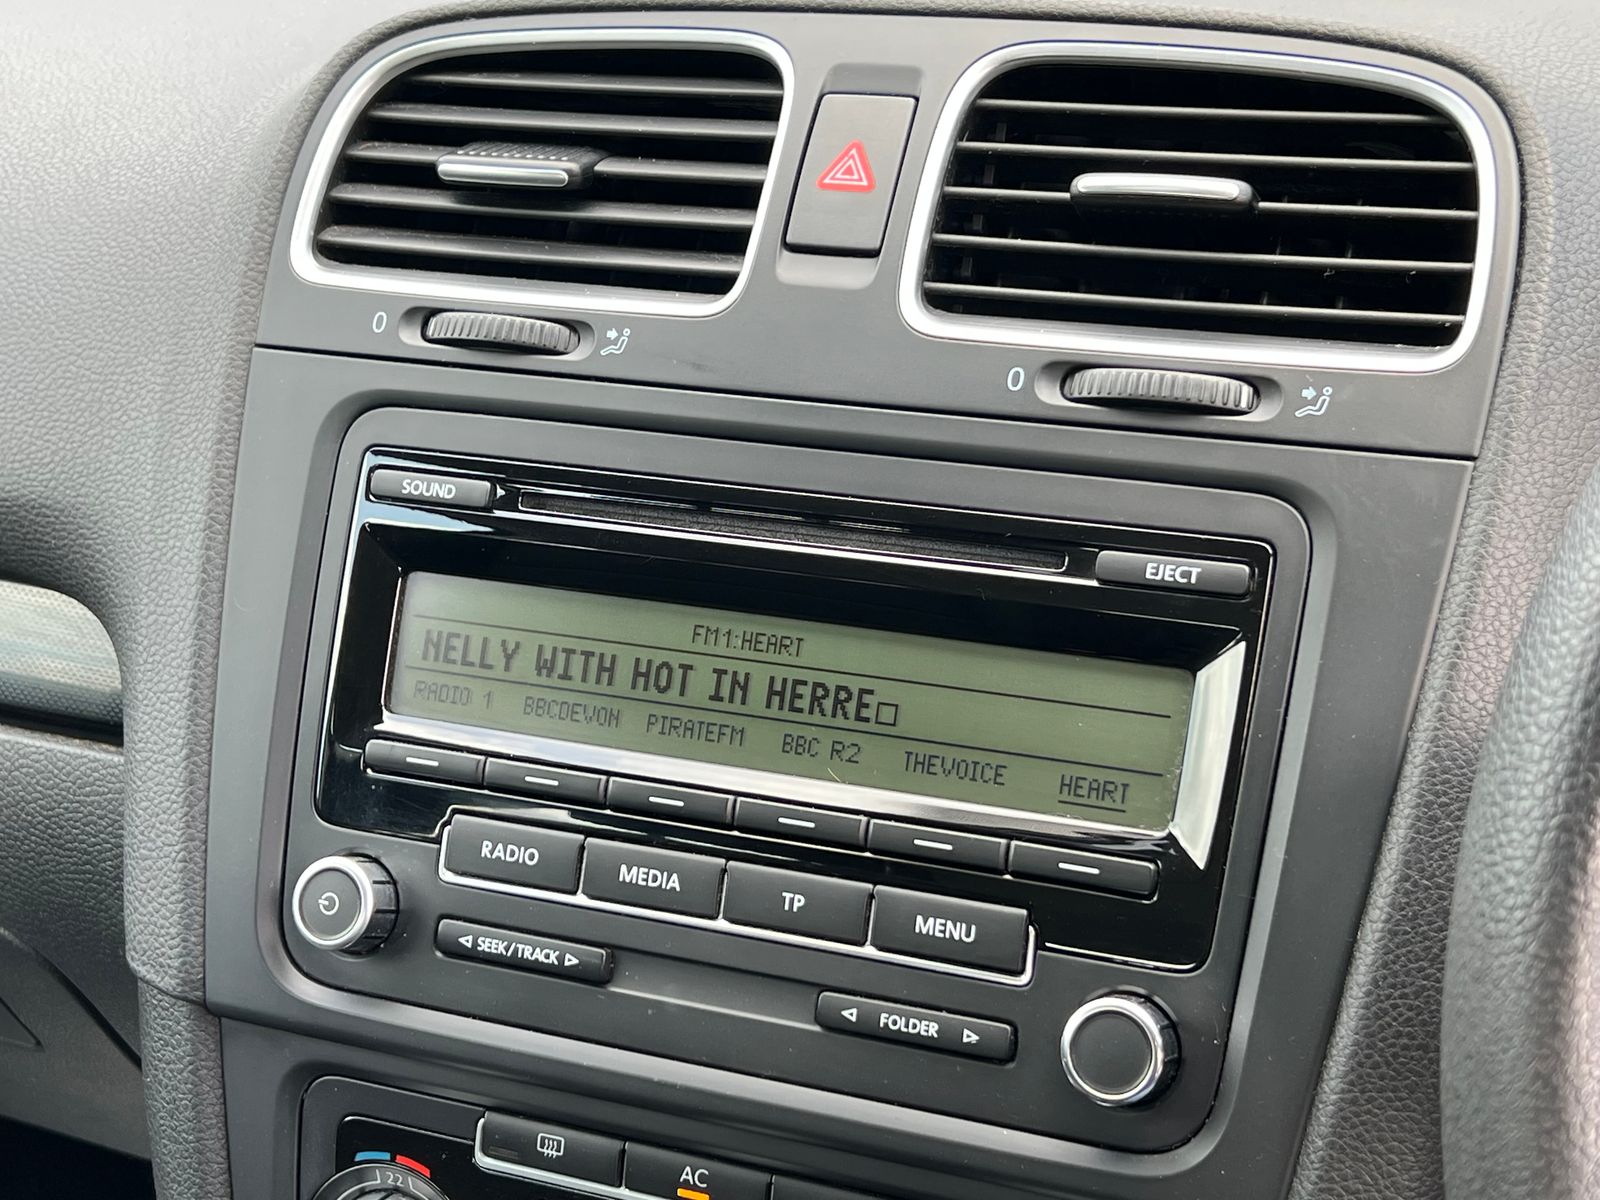 0
0
SOUND
EJECT
FM1:HEART
NELLY WITH HOT IN HERRE□
RADIO 1 BBCDEVON PIRATEFM BBC R2 THEVOICE HEART
RADIO MEDIA TP MENU
SEEK/TRACK
FOLDER
AC
22